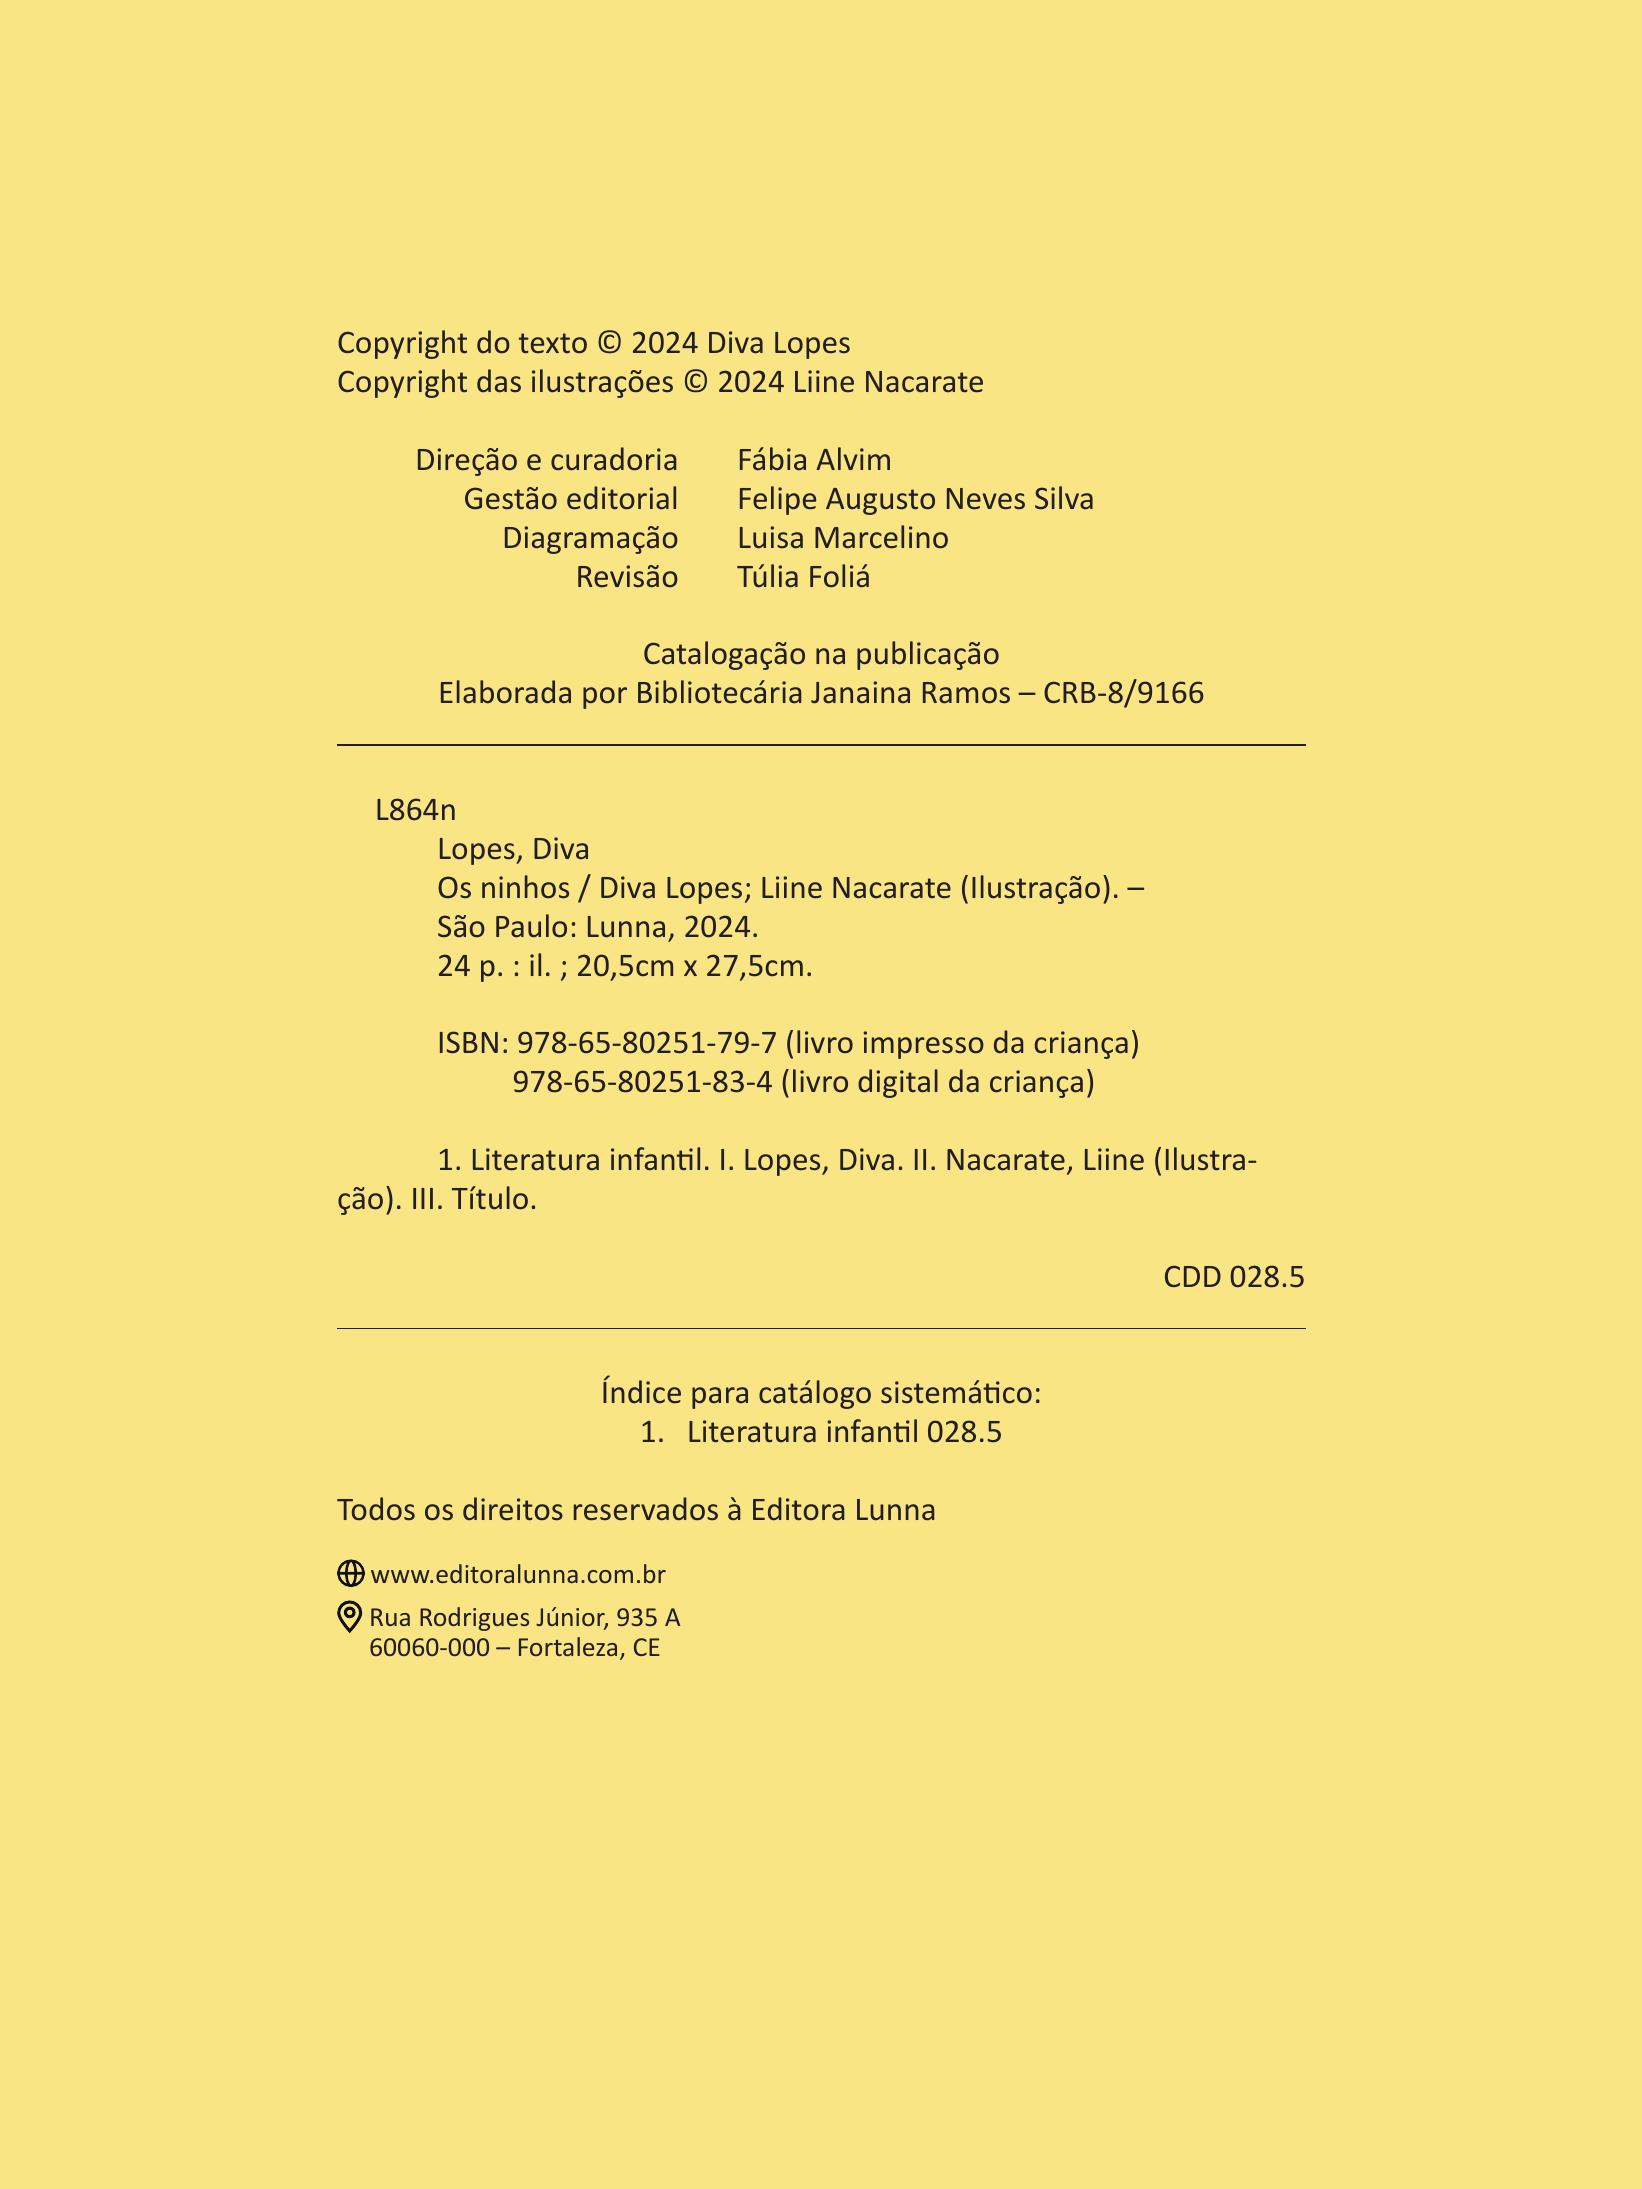 Copyright do texto © 2024 Diva Lopes
Copyright das ilustrações © 2024 Liine Nacarate
Direção e curadoria Fábia Alvim
Gestão editorial Felipe Augusto Neves Silva
Diagramação Luisa Marcelino
Revisão Túlia Foliá
Catalogação na publicação
Elaborada por Bibliotecária Janaina Ramos – CRB-8/9166
L864n
Lopes, Diva
Os ninhos / Diva Lopes; Liine Nacarate (Ilustração). –
São Paulo: Lunna, 2024.
24 p. : il. ; 20,5cm x 27,5cm.
ISBN: 978-65-80251-79-7 (livro impresso da criança)
978-65-80251-83-4 (livro digital da criança)
1. Literatura infantil. I. Lopes, Diva. II. Nacarate, Liine (Ilustra-
ção). III. Título.
CDD 028.5
Índice para catálogo sistemático:
1. Literatura infantil 028.5
Todos os direitos reservados à Editora Lunna
www.editoralunna.com.br
Rua Rodrigues Júnior, 935 A
60060-000 – Fortaleza, CE